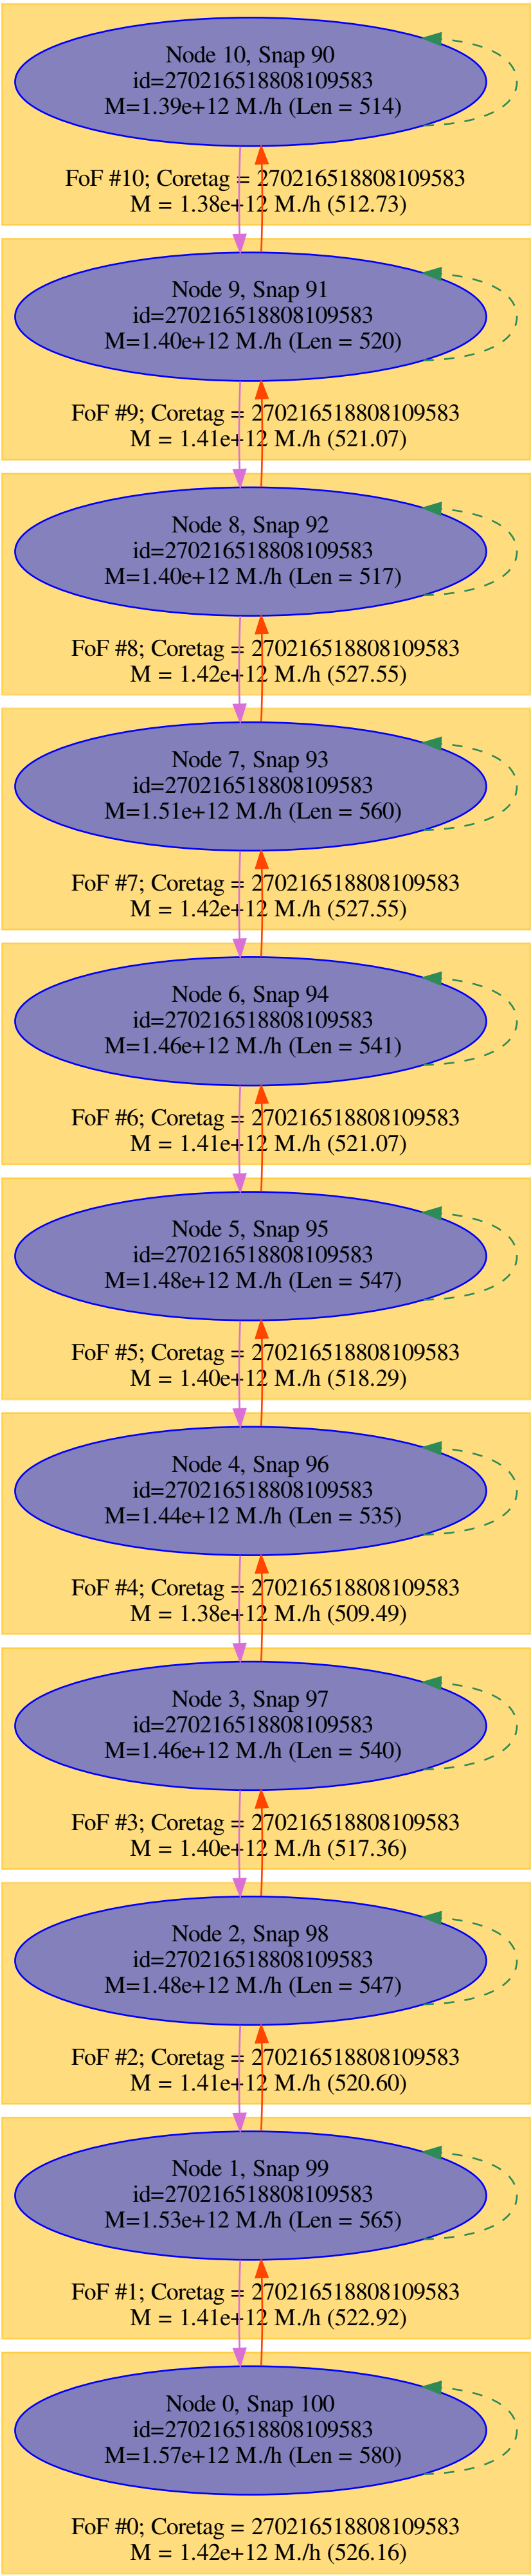 Node 10, Snap 90
id=270216518808109583
M=1.39e+12 M./h (Len = 514)
FoF #10; Coretag = 270216518808109583
M = 1.38e+12 M./h (512.73)
Node 9, Snap 91
id=270216518808109583
M=1.40e+12 M./h (Len = 520)
FoF #9; Coretag = 270216518808109583
M = 1.41e+12 M./h (521.07)
Node 8, Snap 92
id=270216518808109583
M=1.40e+12 M./h (Len = 517)
FoF #8; Coretag = 270216518808109583
M = 1.42e+12 M./h (527.55)
Node 7, Snap 93
id=270216518808109583
M=1.51e+12 M./h (Len = 560)
FoF #7; Coretag = 270216518808109583
M = 1.42e+12 M./h (527.55)
Node 6, Snap 94
id=270216518808109583
M=1.46e+12 M./h (Len = 541)
FoF #6; Coretag = 270216518808109583
M = 1.41e+12 M./h (521.07)
Node 5, Snap 95
id=270216518808109583
M=1.48e+12 M./h (Len = 547)
FoF #5; Coretag = 270216518808109583
M = 1.40e+12 M./h (518.29)
Node 4, Snap 96
id=270216518808109583
M=1.44e+12 M./h (Len = 535)
FoF #4; Coretag = 270216518808109583
M = 1.38e+12 M./h (509.49)
Node 3, Snap 97
id=270216518808109583
M=1.46e+12 M./h (Len = 540)
FoF #3; Coretag = 270216518808109583
M = 1.40e+12 M./h (517.36)
Node 2, Snap 98
id=270216518808109583
M=1.48e+12 M./h (Len = 547)
FoF #2; Coretag = 270216518808109583
M = 1.41e+12 M./h (520.60)
Node 1, Snap 99
id=270216518808109583
M=1.53e+12 M./h (Len = 565)
FoF #1; Coretag = 270216518808109583
M = 1.41e+12 M./h (522.92)
Node 0, Snap 100
id=270216518808109583
M=1.57e+12 M./h (Len = 580)
FoF #0; Coretag = 270216518808109583
M = 1.42e+12 M./h (526.16)